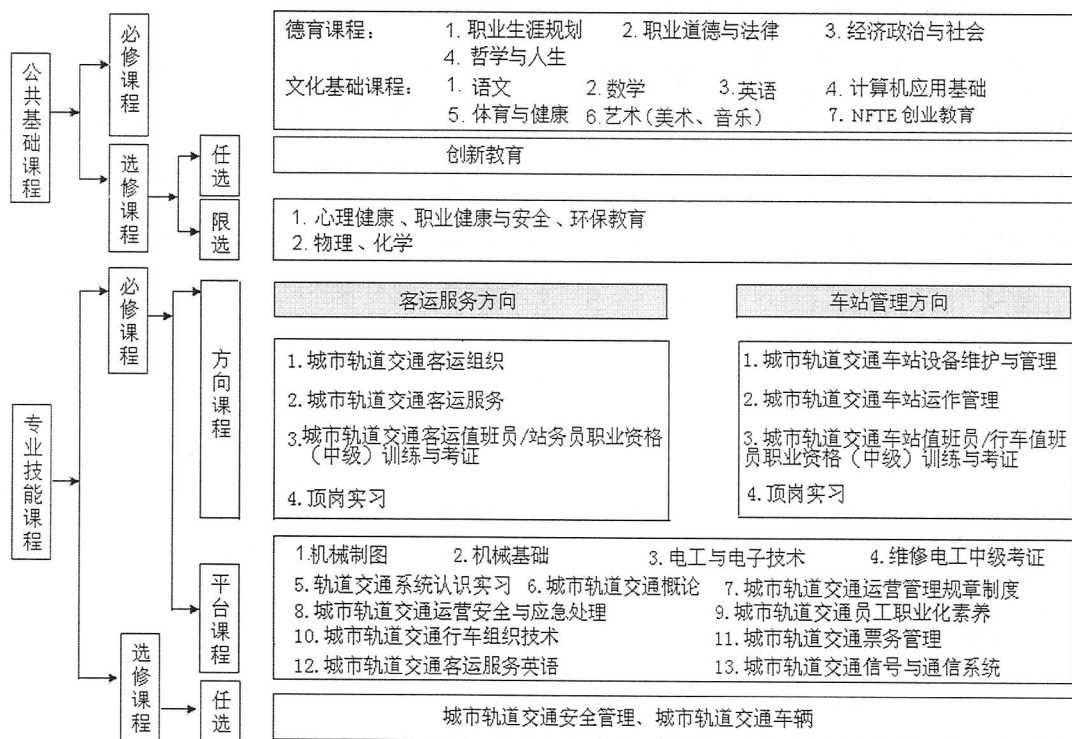 公共基础课程
必修课程
德育课程： 1. 职业生涯规划 2. 职业道德与法律 3. 经济政治与社会
4. 哲学与人生
文化基础课程： 1. 语文 2. 数学 3. 英语 4. 计算机应用基础
5. 体育与健康 6. 艺术(美术、音乐) 7. NFTE 创业教育
选修课程
任选
创新教育
限选
1. 心理健康、职业健康与安全、环保教育
2. 物理、化学
专业技能课程
必修课程
方向课程
客运服务方向
1. 城市轨道交通客运组织
2. 城市轨道交通客运服务
3. 城市轨道交通客运值班员/站务员职业资格
（中级）训练与考证
4. 顶岗实习
车站管理方向
1. 城市轨道交通车站设备维护与管理
2. 城市轨道交通车站运作管理
3. 城市轨道交通车站值班员/行车值班
员职业资格（中级）训练与考证
4. 顶岗实习
平台课程
1. 机械制图 2. 机械基础 3. 电工与电子技术 4. 维修电工中级考证
5. 轨道交通系统认识实习 6. 城市轨道交通概论 7. 城市轨道交通运营管理规章制度
8. 城市轨道交通运营安全与应急处理 9. 城市轨道交通员工职业化素养
10. 城市轨道交通行车组织技术 11. 城市轨道交通票务管理
12. 城市轨道交通客运服务英语 13. 城市轨道交通信号与通信系统
选修课程
任选
城市轨道交通安全管理、城市轨道交通车辆